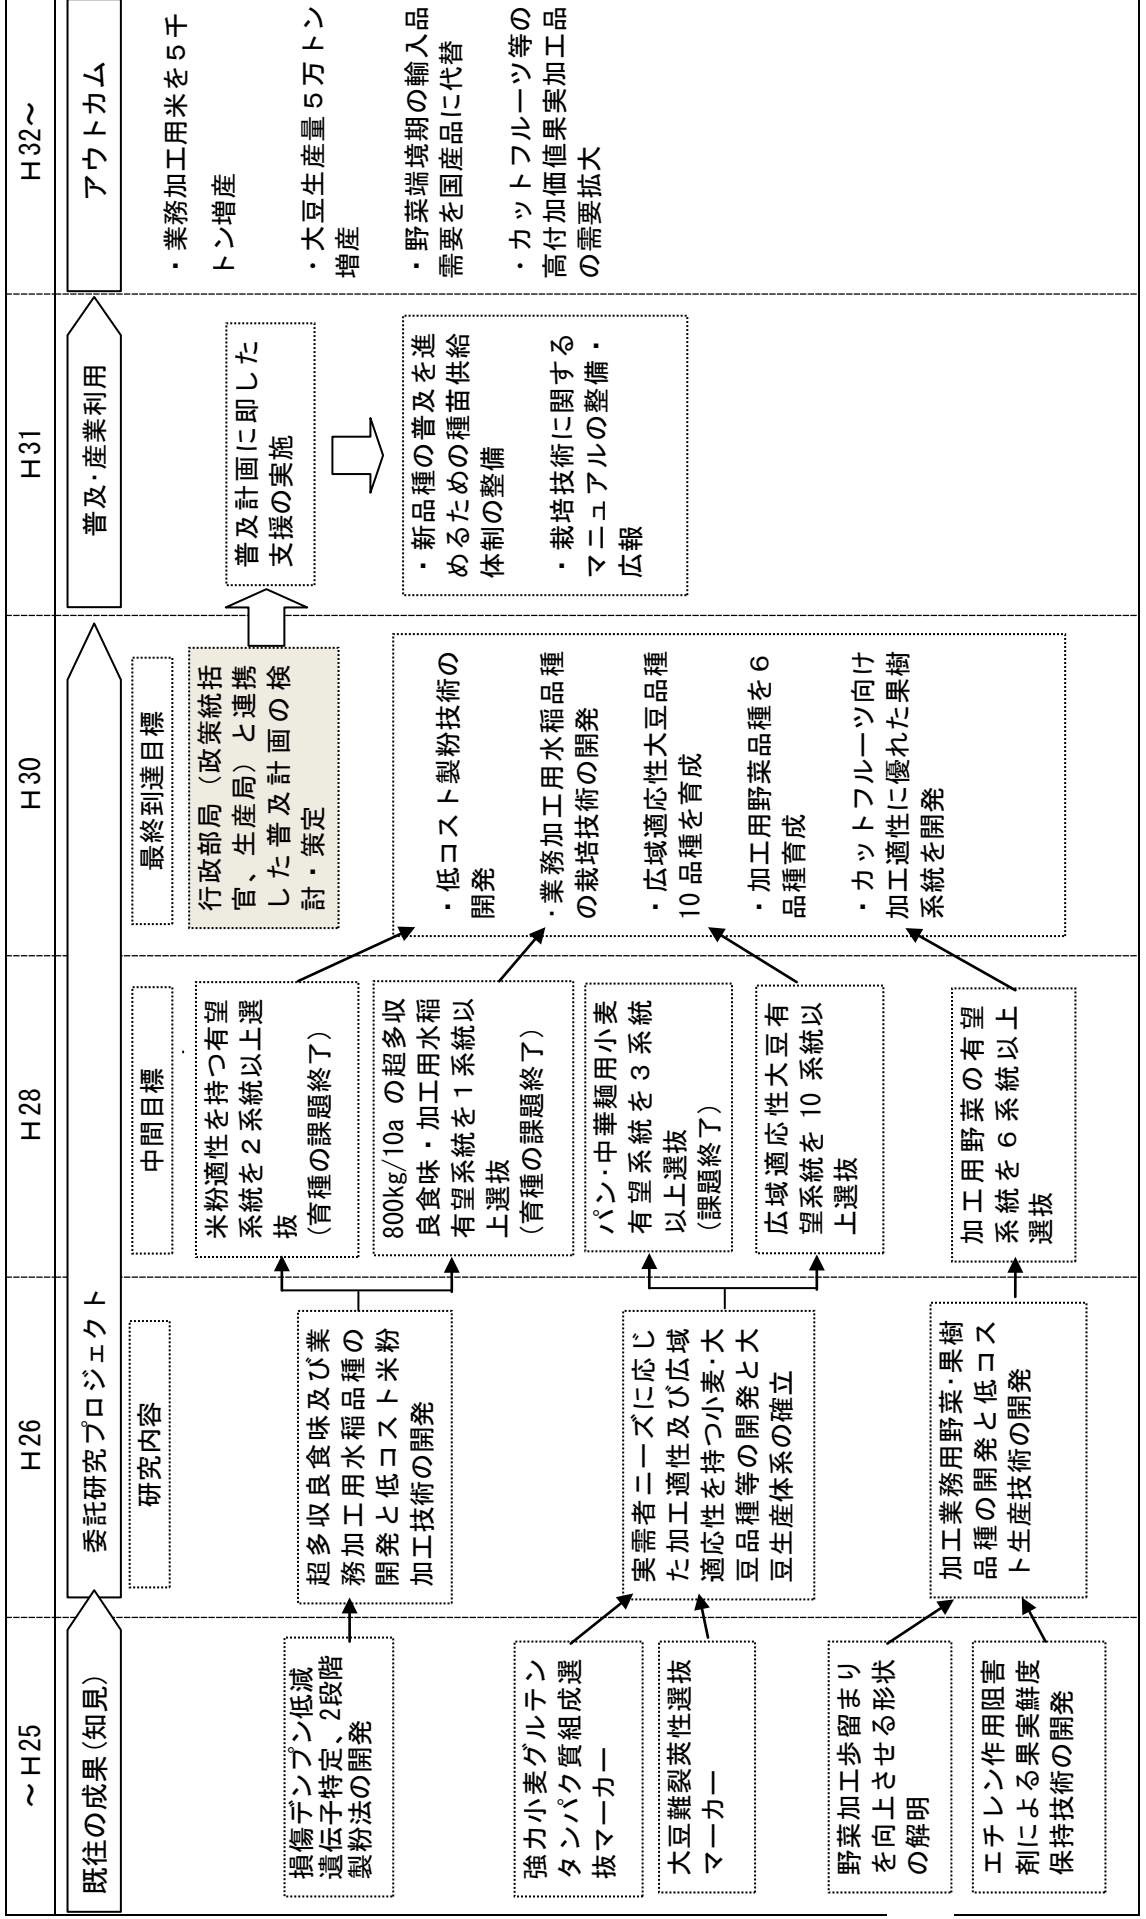 ～H25
H26
H28
H30
H31
H32～
既往の成果(知見)
委託研究プロジェクト
普及・産業利用
アウトカム
研究内容
中間目標
最終到達目標
損傷デンプン低減
遺伝子特定、2段階
製粉法の開発
強力小麦グルテン
タンパク質組成選
抜マーカー
大豆難裂莢性選抜
マーカー
野菜加工歩留まり
を向上させる形状
の解明
エチレン作用阻害
剤による果実鮮度
保持技術の開発
超多収良食味及び業
務加工用水稲品種の
開発と低コスト米粉
加工技術の開発
実需者ニーズに応じ
た加工適性及び広域
適応性を持つ小麦・大
豆品種等の開発と大
豆生産体系の確立
加工業務用野菜・果樹
品種の開発と低コス
ト生産技術の開発
米粉適性を持つ有望
系統を２系統以上選
抜
(育種の課題終了)
800kg/10a の超多収
良食味・加工用水稲
有望系統を１系統以
上選抜
(育種の課題終了)
パン・中華麺用小麦
有望系統を３系統
以上選抜
(課題終了)
広域適応性大豆有
望系統を 10 系統以
上選抜
加工用野菜の有望
系統を６系統以上
選抜
行政部局（政策統括
官、生産局）と連携
した普及計画の検
討・策定
・低コスト製粉技術の
開発
・業務加工用水稲品種
の栽培技術の開発
・広域適応性大豆品種
10 品種を育成
・加工用野菜品種を６
品種育成
・カットフルーツ向け
加工適性に優れた果樹
系統を開発
普及計画に即した
支援の実施
・新品種の普及を進
めるための種苗供給
体制の整備
・栽培技術に関する
マニュアルの整備・
広報
・業務加工用米を５千
トン増産
・大豆生産量５万トン
増産
・野菜端境期の輸入品
需要を国産品に代替
・カットフルーツ等の
高付加価値果実加工品
の需要拡大